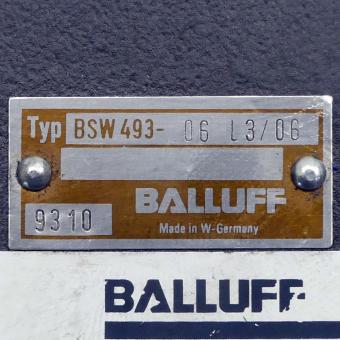 Typ BSW 493- 06 L3/06
BALLUFF
9310
Made in W-Germany
BALLUFF